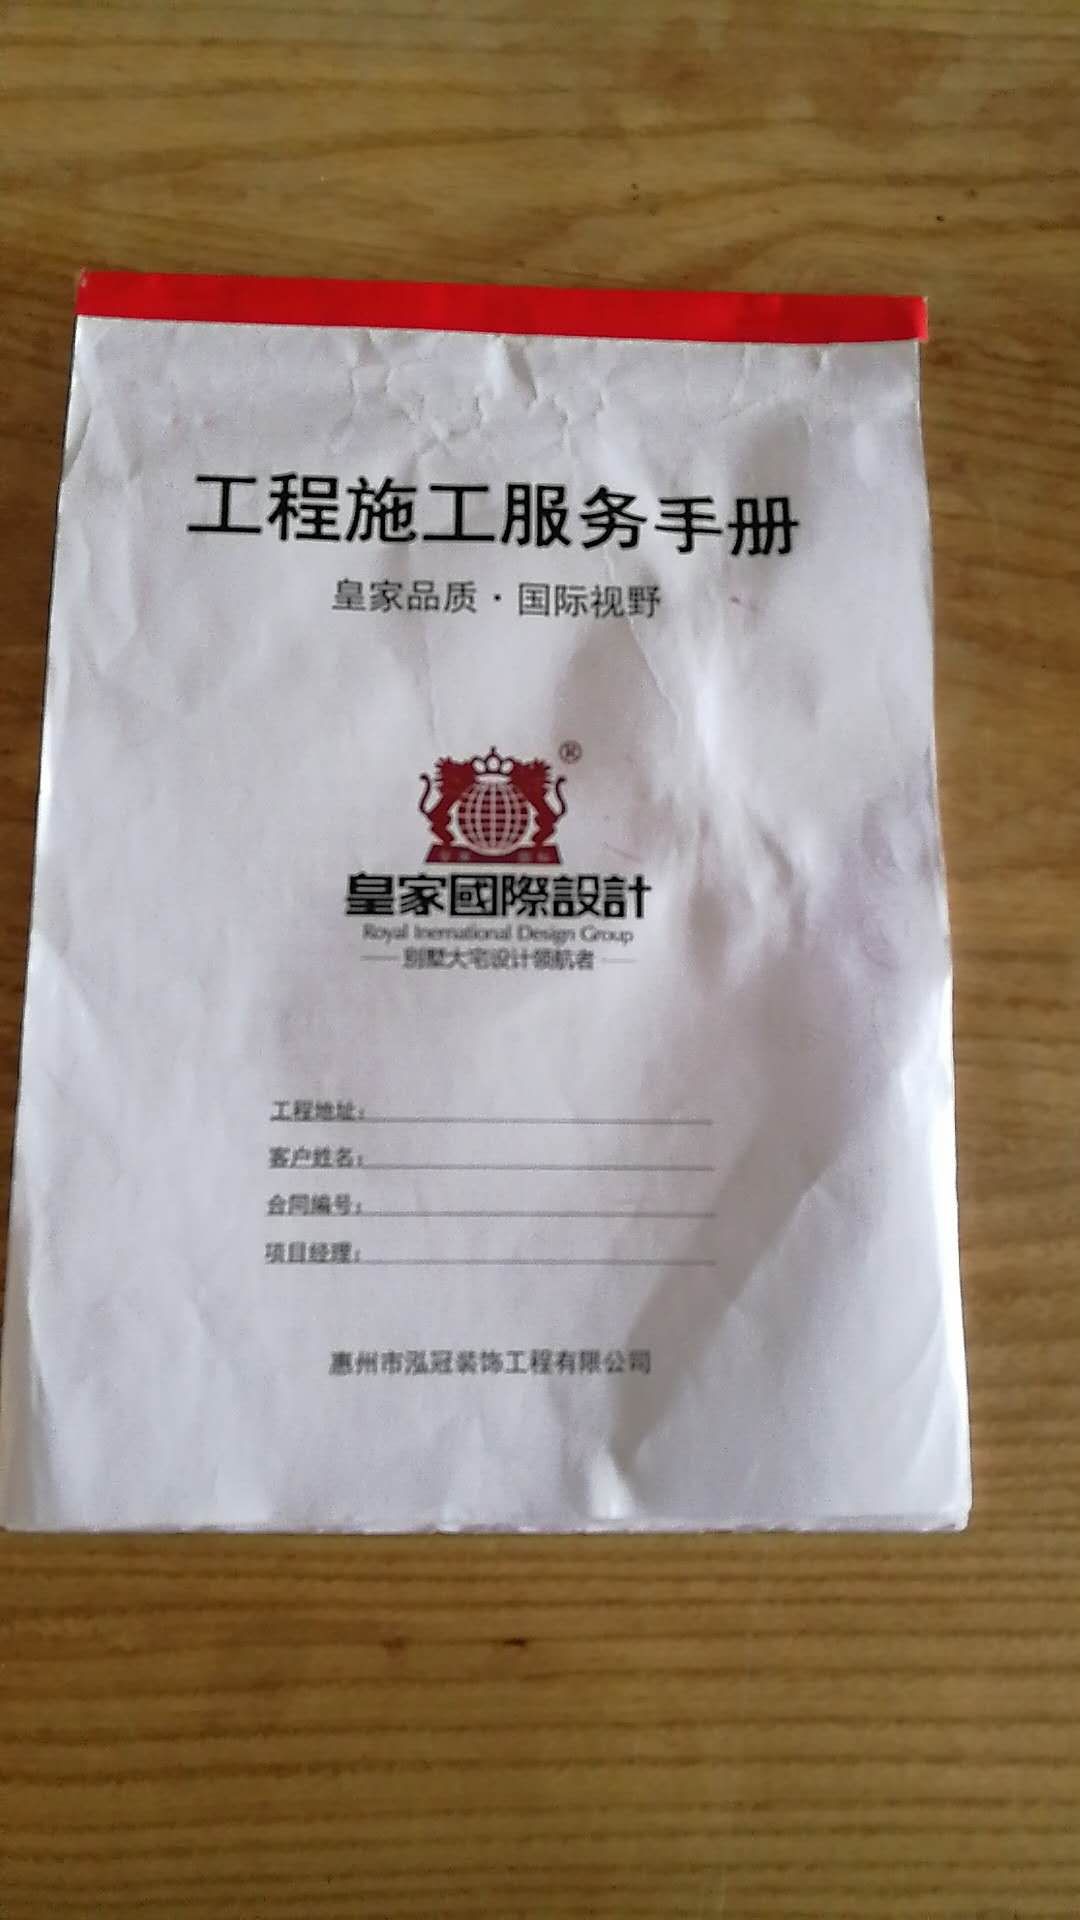 工程施工服务手册
皇家品质·国际视野
®
皇家國際設計
Royal Inernational Design Group
别墅大宅设计领航者
工程地址：
客户姓名：
合同编号：
项目经理：
惠州市泓冠装饰工程有限公司